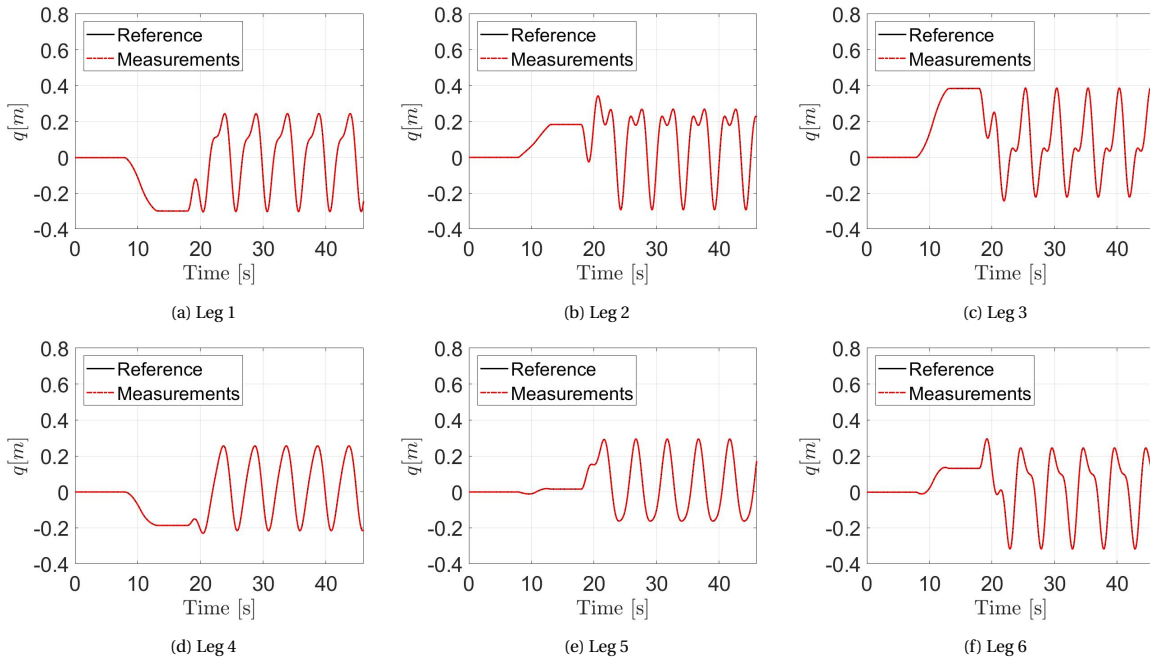 0.8
0.6
0.4
0.2
0
-0.2
-0.4
q[m]
Reference
Measurements
0 10 20 30 40
Time [s]
(a) Leg 1
0.8
0.6
0.4
0.2
0
-0.2
-0.4
q[m]
Reference
Measurements
0 10 20 30 40
Time [s]
(b) Leg 2
0.8
0.6
0.4
0.2
0
-0.2
-0.4
q[m]
Reference
Measurements
0 10 20 30 40
Time [s]
(c) Leg 3
0.8
0.6
0.4
0.2
0
-0.2
-0.4
q[m]
Reference
Measurements
0 10 20 30 40
Time [s]
(d) Leg 4
0.8
0.6
0.4
0.2
0
-0.2
-0.4
q[m]
Reference
Measurements
0 10 20 30 40
Time [s]
(e) Leg 5
0.8
0.6
0.4
0.2
0
-0.2
-0.4
q[m]
Reference
Measurements
0 10 20 30 40
Time [s]
(f) Leg 6